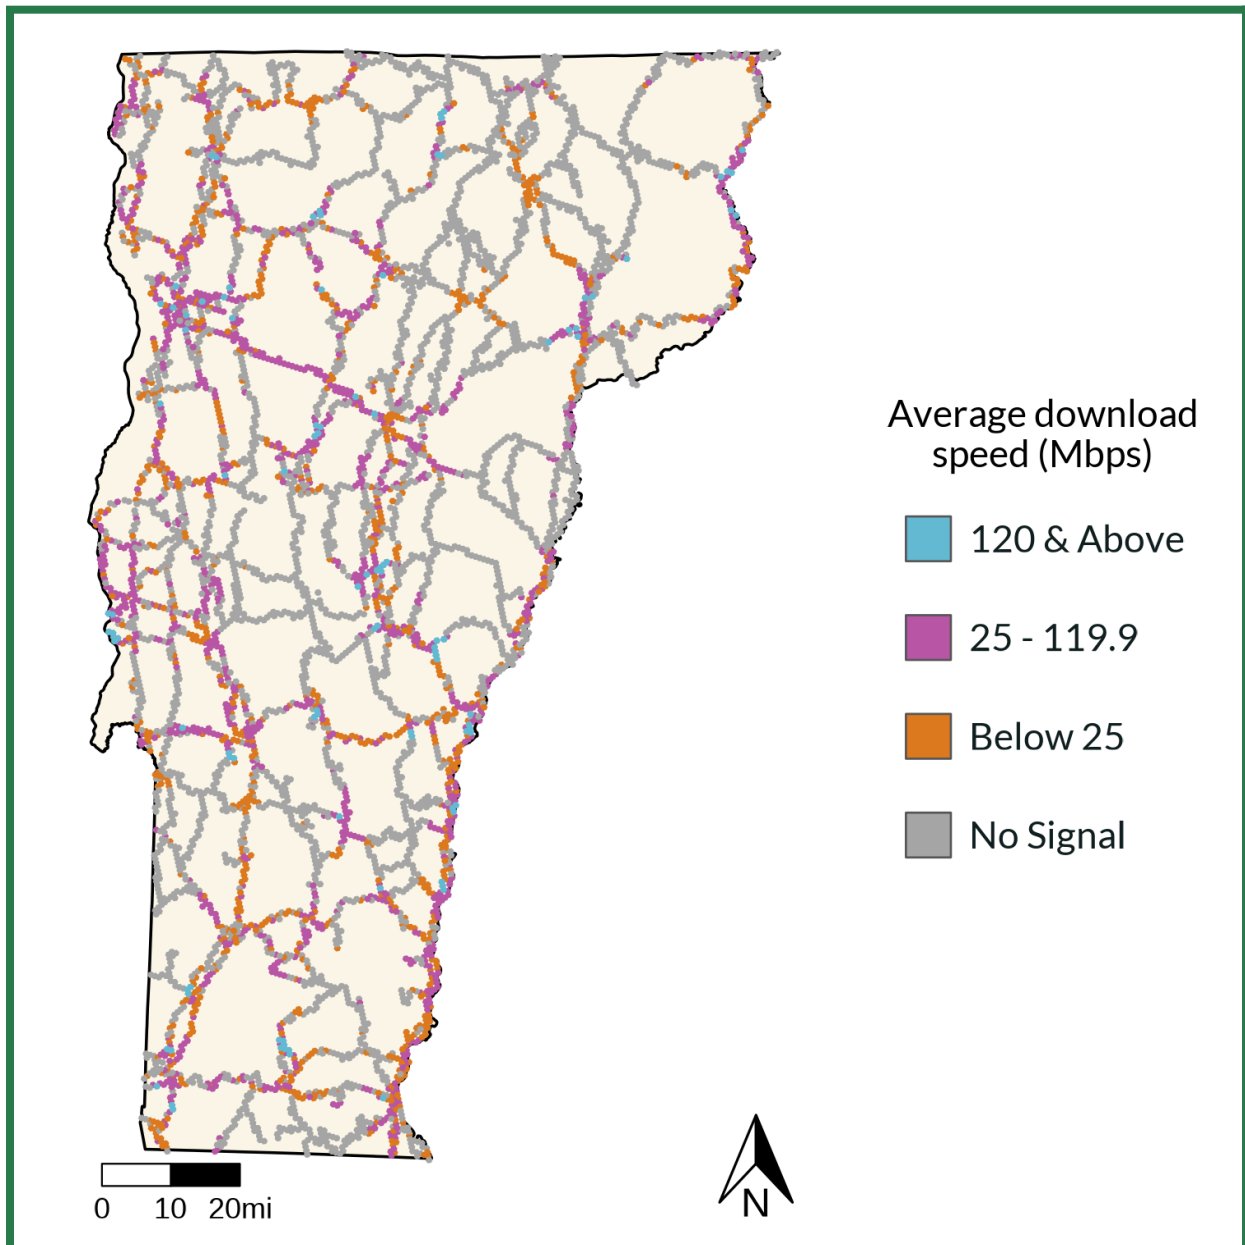 Average download
speed (Mbps)
120 & Above
25 - 119.9
Below 25
No Signal
0 10 20mi
N